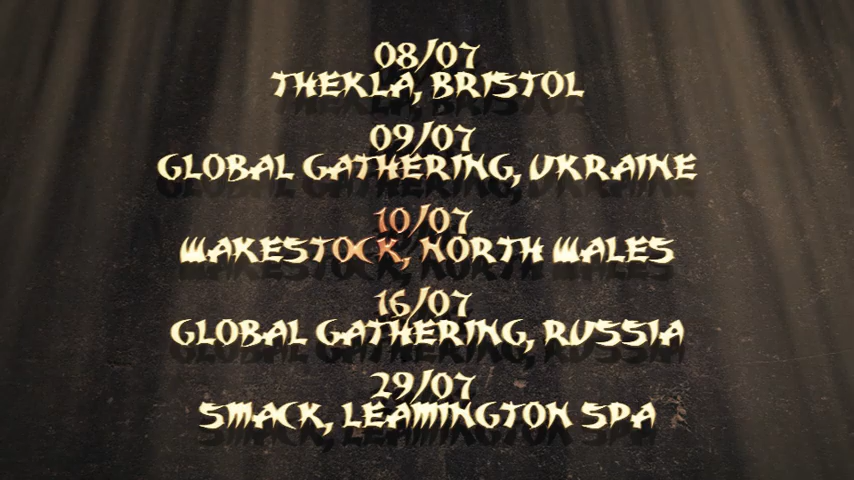 08/07
THEKLA, BRISTOL
09/07
GLOBAL GATHERING, UKRAINE
10/07
WAKESTOCK, NORTH WALES
16/07
GLOBAL GATHERING, RUSSIA
29/07
SMACK, LEAMINGTON SPA